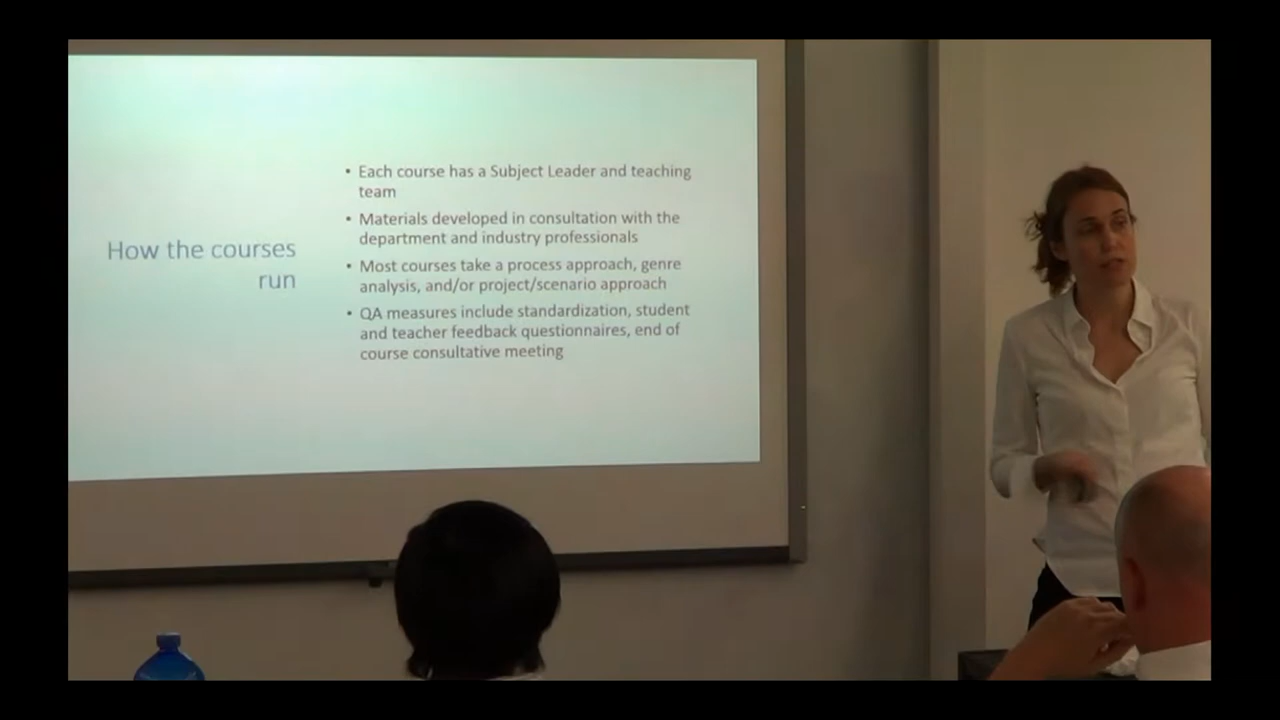 How the courses
run
• Each course has a Subject Leader and teaching
team
• Materials developed in consultation with the
department and industry professionals
• Most courses take a process approach, genre
analysis, and/or project/scenario approach
• QA measures include standardization, student
and teacher feedback questionnaires, end of
course consultative meeting